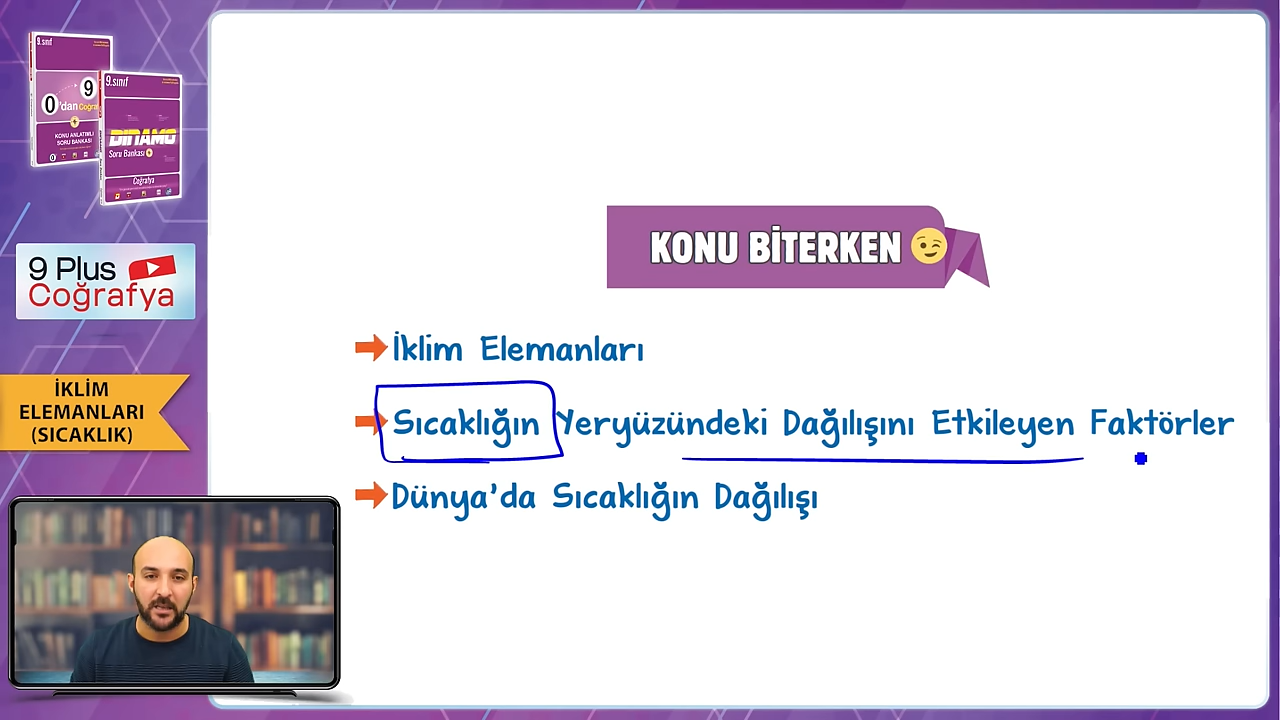 9.sınıf
0'dan
9
Coğrafya
KONU ANLATIMLI
SORU BANKASI
9.sınıf
DİNAMO
Soru Bankası
Coğrafya
9 Plus
Coğrafya
İKLİM
ELEMANLARI
(SICAKLIK)
KONU BİTERKEN
İklim Elemanları
Sıcaklığın Yeryüzündeki Dağılışını Etkileyen Faktörler
Dünya'da Sıcaklığın Dağılışı